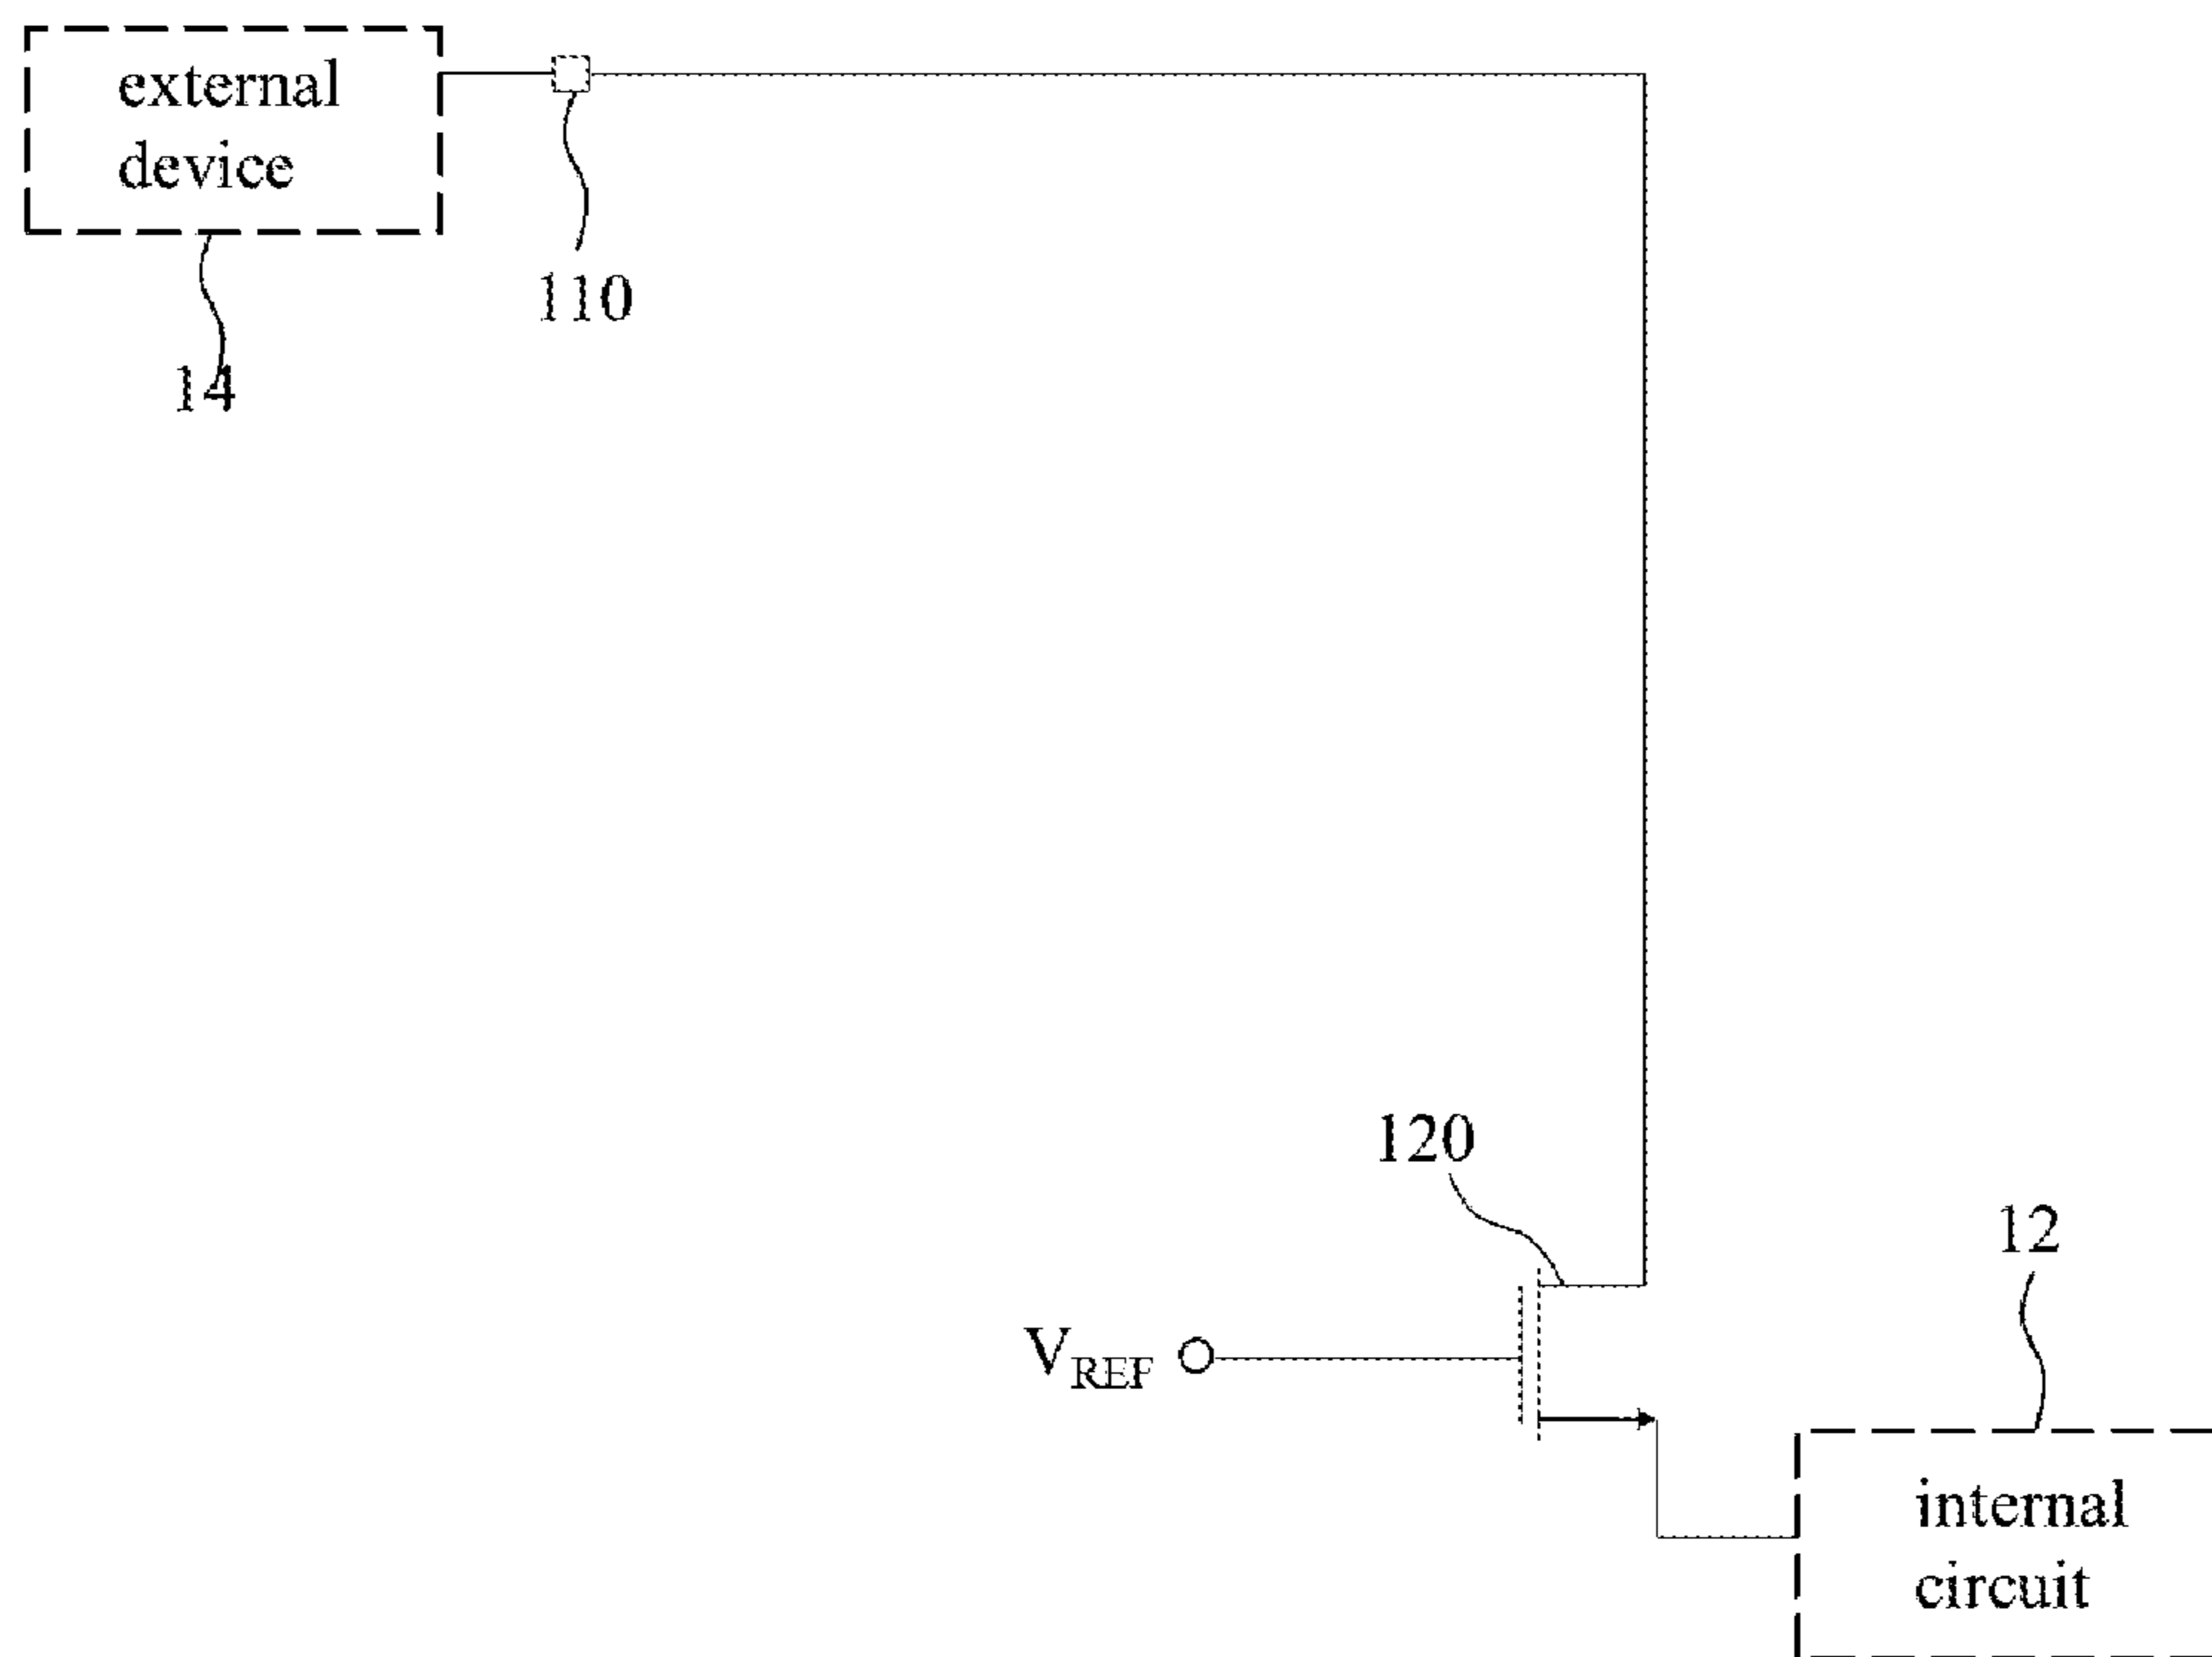 external
device
110
14
120
12
VREF
internal
circuit